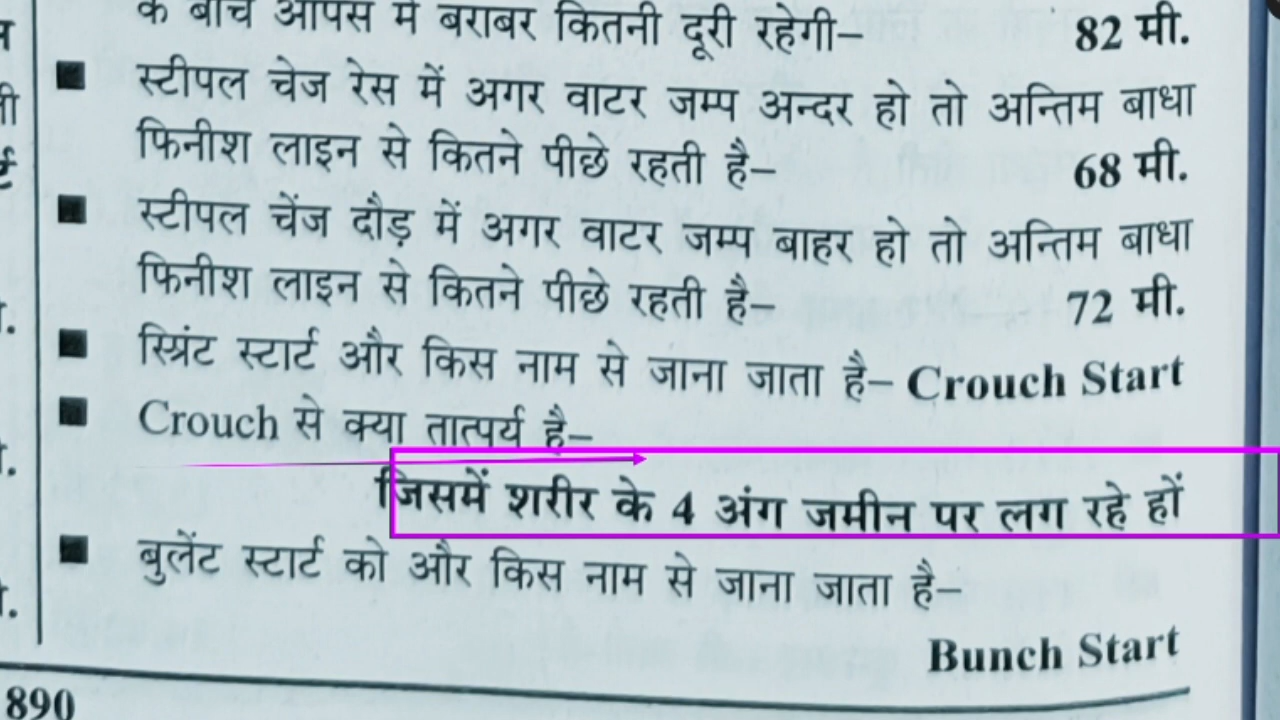 के बीच आपस में बराबर कितनी दूरी रहेगी– 82 मी.
■ स्टीपल चेज रेस में अगर वाटर जम्प अन्दर हो तो अन्तिम बाधा
फिनीश लाइन से कितने पीछे रहती है– 68 मी.
■ स्टीपल चेंज दौड़ में अगर वाटर जम्प बाहर हो तो अन्तिम बाधा
फिनीश लाइन से कितने पीछे रहती है– 72 मी.
■ स्प्रिंट स्टार्ट और किस नाम से जाना जाता है– Crouch Start
■ Crouch से क्या तात्पर्य है–
जिसमें शरीर के 4 अंग जमीन पर लग रहे हों
■ बुलेंट स्टार्ट को और किस नाम से जाना जाता है–
Bunch Start
890